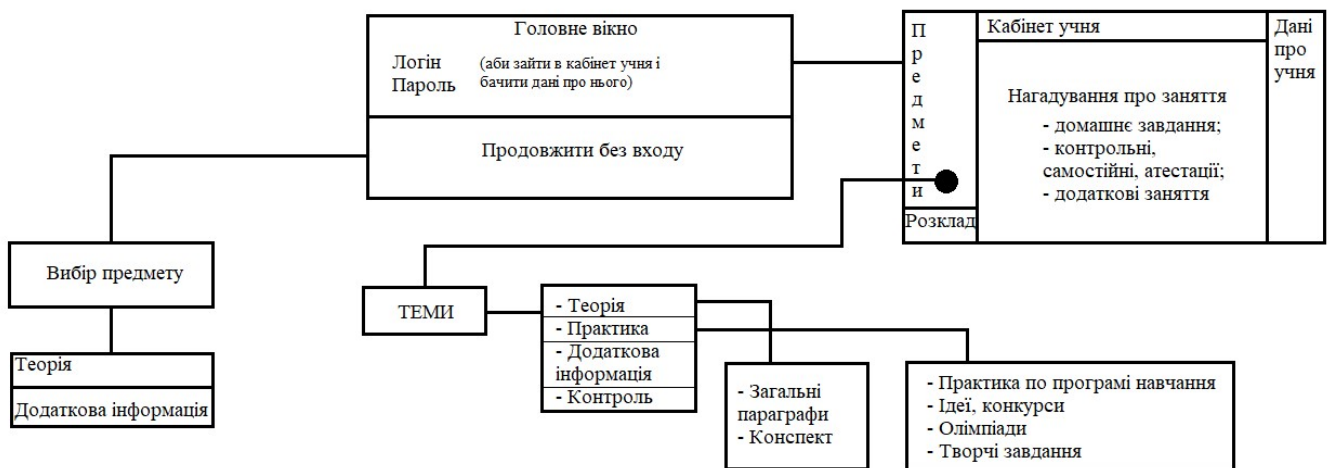 Головне вікно
Логін
Пароль
(аби зайти в кабінет учня і
бачити дані про нього)
Продовжити без входу
Предмети
Розклад
Кабінет учня
Нагадування про заняття
- домашнє завдання;
- контрольні,
самостійні, атестації;
- додаткові заняття
Дані
про
учня
Вибір предмету
Теорія
Додаткова інформація
ТЕМИ
- Теорія
- Практика
- Додаткова
інформація
- Контроль
- Загальні
параграфи
- Конспект
- Практика по програмі навчання
- Ідеї, конкурси
- Олімпіади
- Творчі завдання